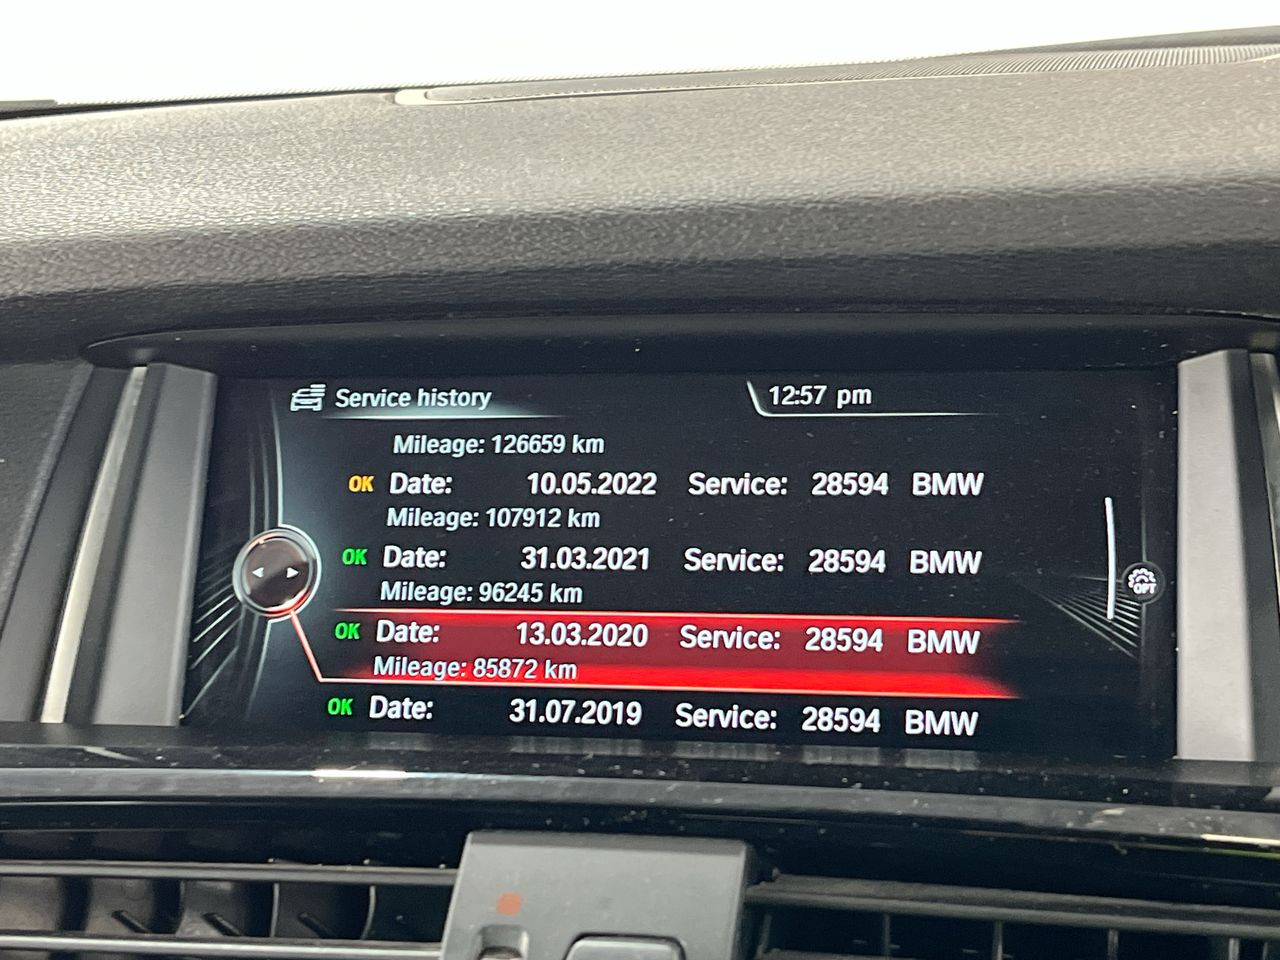 Service history 12:57 pm
Mileage: 126659 km
OK Date: 10.05.2022 Service: 28594 BMW
Mileage: 107912 km
OK Date: 31.03.2021 Service: 28594 BMW
Mileage: 96245 km
OK Date: 13.03.2020 Service: 28594 BMW
Mileage: 85872 km
OK Date: 31.07.2019 Service: 28594 BMW
OPT